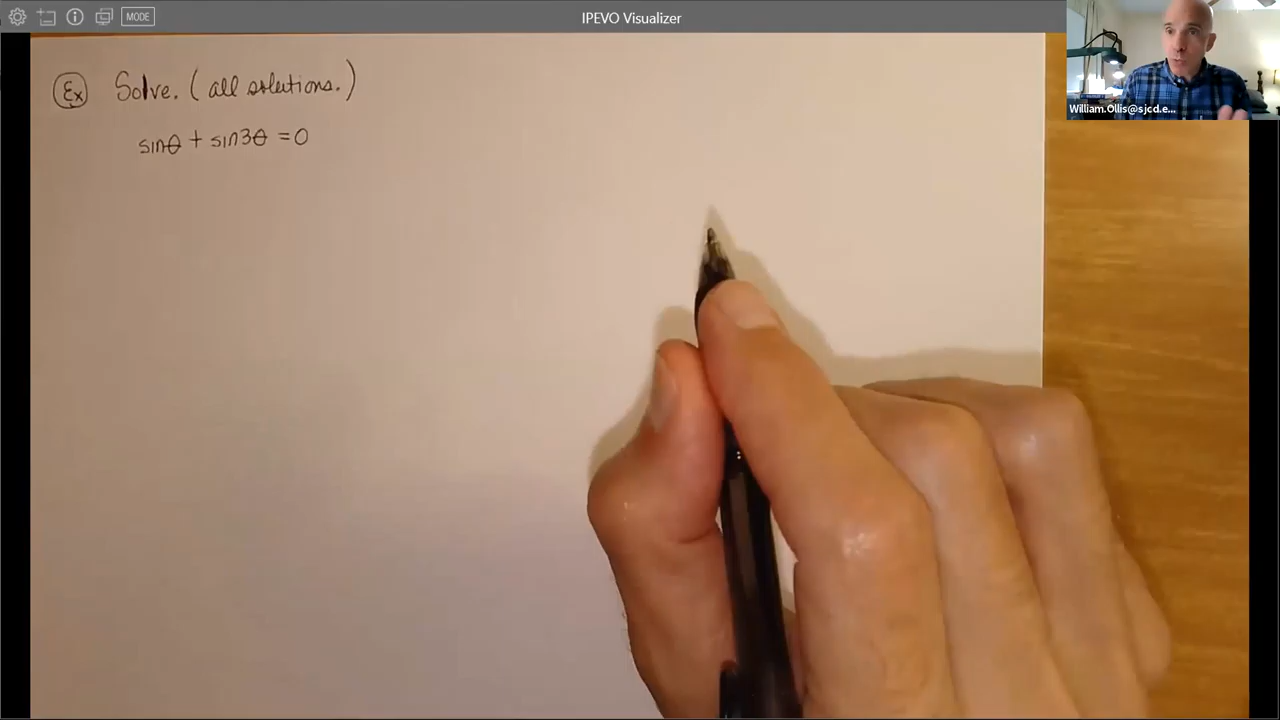 MODE
IPEVO Visualizer
Ex Solve. (all solutions.)
sinθ + sin3θ = 0
William.Ollis@sjcd.e...